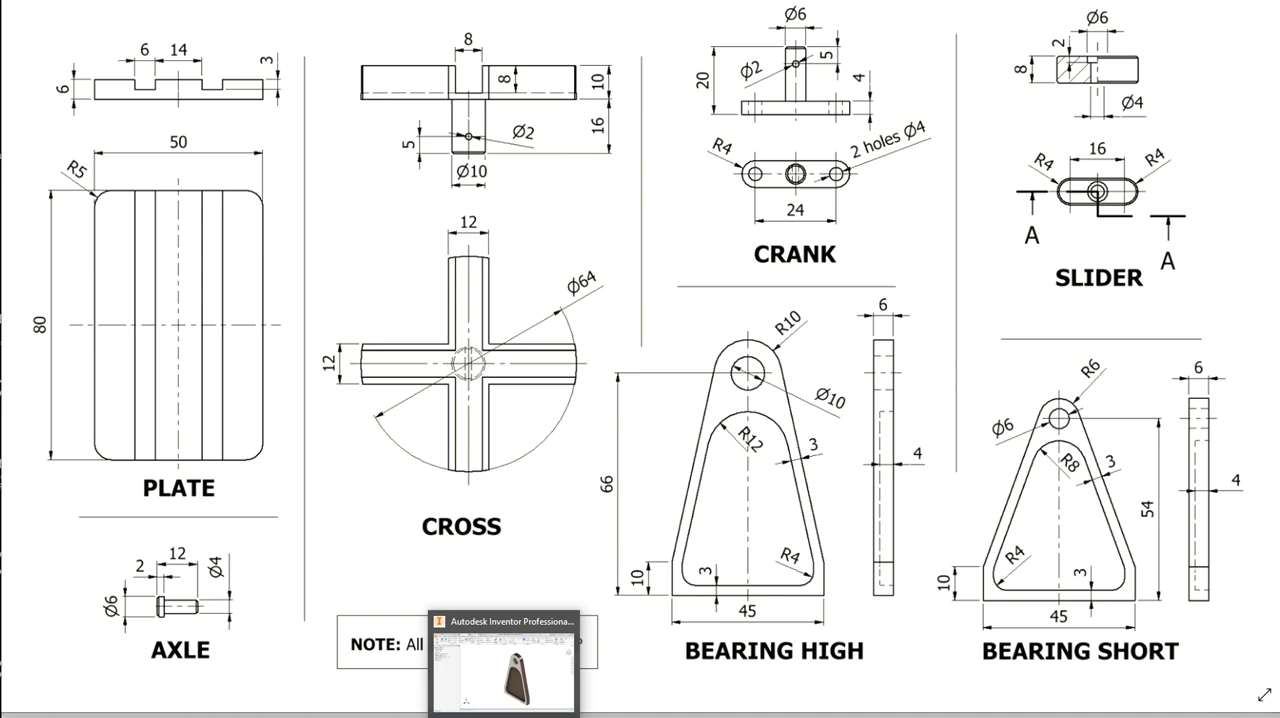 6
14
3
6
50
R5
80
PLATE
12
2
Ø4
Ø6
AXLE
8
8
10
16
5
Ø2
Ø10
12
Ø64
12
CROSS
NOTE: All
Autodesk Inventor Professiona...
Ø6
5
Ø2
20
4
R4
2 holes Ø4
24
CRANK
6
R10
Ø10
R12
3
4
66
R4
10
3
45
BEARING HIGH
Ø6
2
8
Ø4
16
R4
R4
A
A
SLIDER
R6
6
Ø6
R8
3
4
54
R4
3
10
45
BEARING SHORT